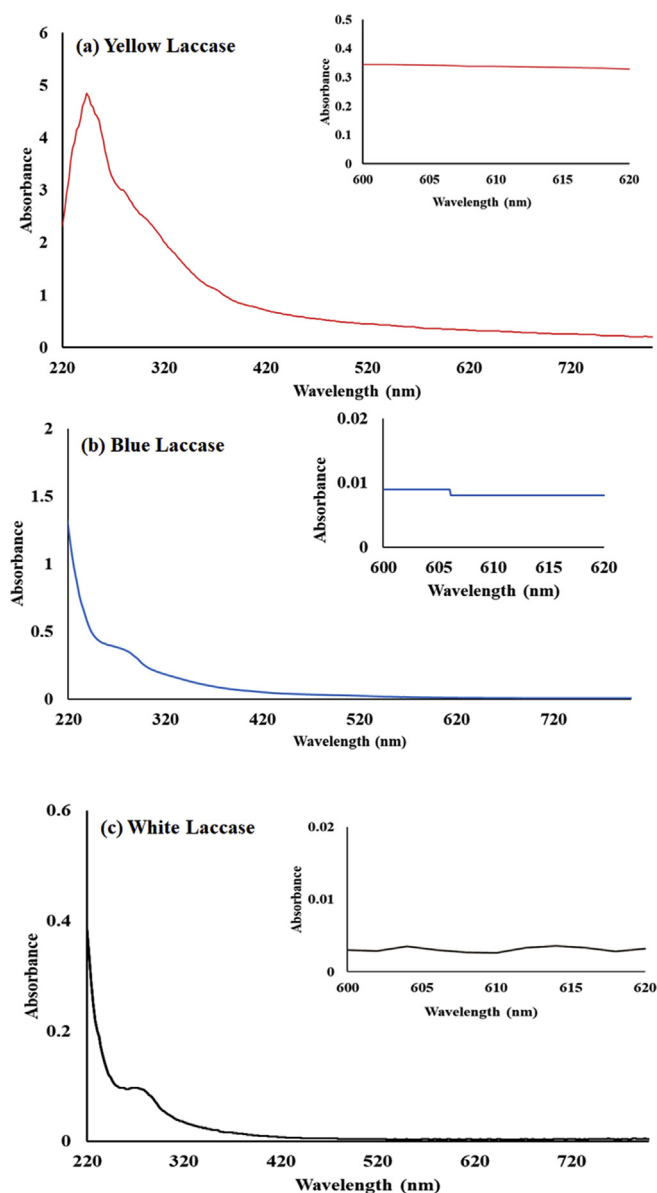 (a) Yellow Laccase
Absorbance
6
5
4
3
2
1
0
220 320 420 520 620 720
Wavelength (nm)
Absorbance
0.5
0.4
0.3
0.2
0.1
0
600 605 610 615 620
Wavelength (nm)
(b) Blue Laccase
Absorbance
2
1.5
1
0.5
0
220 320 420 520 620 720
Wavelength (nm)
Absorbance
0.02
0.01
0
600 605 610 615 620
Wavelength (nm)
(c) White Laccase
Absorbance
0.6
0.4
0.2
0
220 320 420 520 620 720
Wavelength (nm)
Absorbance
0.02
0.01
0
600 605 610 615 620
Wavelength (nm)